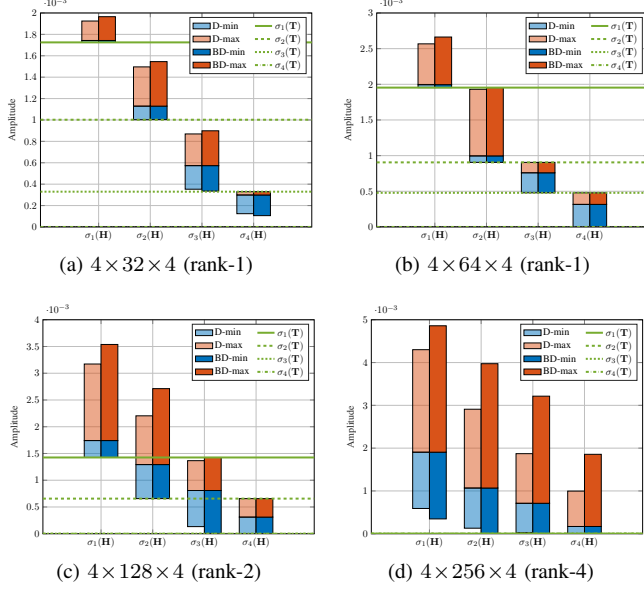 ·10−3
2
1.8
1.6
1.4
1.2
1
0.8
0.6
0.4
0.2
0
Amplitude
D-min
D-max
BD-min
BD-max
σ1(T)
σ2(T)
σ3(T)
σ4(T)
σ1(H) σ2(H) σ3(H) σ4(H)
(a) 4×32×4 (rank-1)
·10−3
3
2.5
2
1.5
1
0.5
0
Amplitude
D-min
D-max
BD-min
BD-max
σ1(T)
σ2(T)
σ3(T)
σ4(T)
σ1(H) σ2(H) σ3(H) σ4(H)
(b) 4×64×4 (rank-1)
·10−3
4
3.5
3
2.5
2
1.5
1
0.5
0
Amplitude
D-min
D-max
BD-min
BD-max
σ1(T)
σ2(T)
σ3(T)
σ4(T)
σ1(H) σ2(H) σ3(H) σ4(H)
(c) 4×128×4 (rank-2)
·10−3
5
4
3
2
1
0
Amplitude
D-min
D-max
BD-min
BD-max
σ1(T)
σ2(T)
σ3(T)
σ4(T)
σ1(H) σ2(H) σ3(H) σ4(H)
(d) 4×256×4 (rank-4)